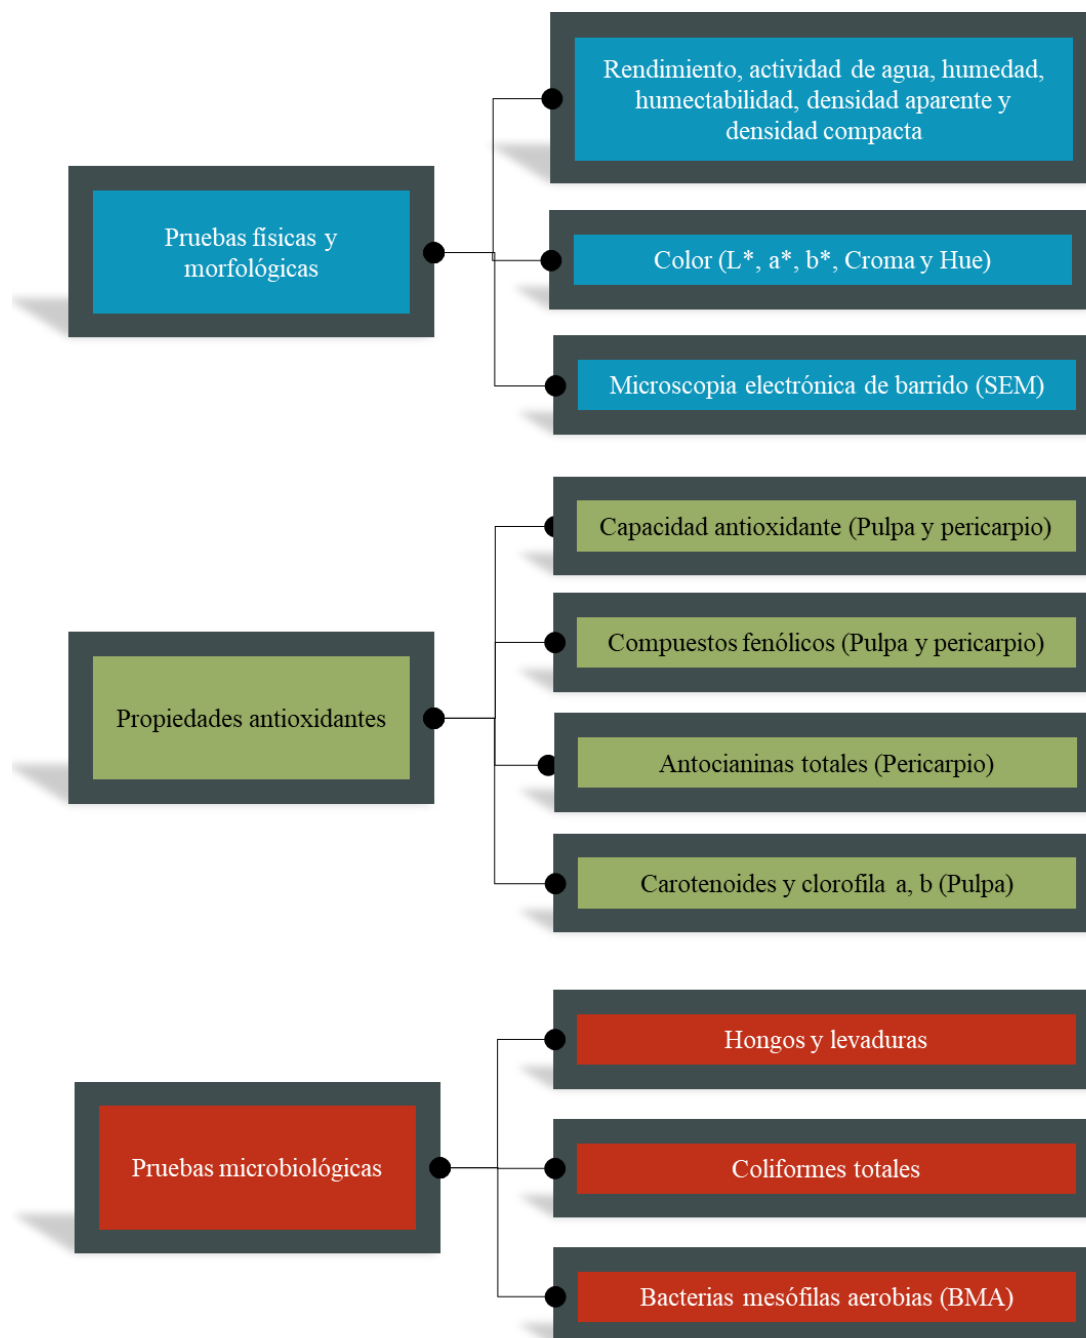 Pruebas físicas y
morfológicas
Rendimiento, actividad de agua, humedad,
humectabilidad, densidad aparente y
densidad compacta
Color (L*, a*, b*, Croma y Hue)
Microscopia electrónica de barrido (SEM)
Propiedades antioxidantes
Capacidad antioxidante (Pulpa y pericarpio)
Compuestos fenólicos (Pulpa y pericarpio)
Antocianinas totales (Pericarpio)
Carotenoides y clorofila a, b (Pulpa)
Pruebas microbiológicas
Hongos y levaduras
Coliformes totales
Bacterias mesófilas aerobias (BMA)